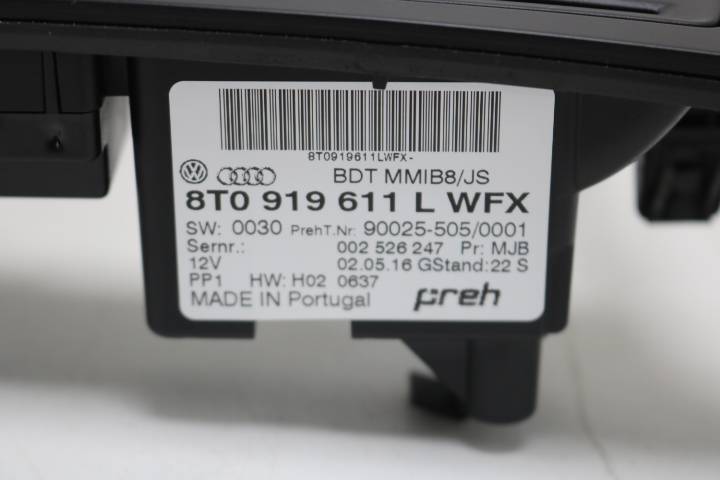 8T0919611LWFX-
BDT MMIB8/JS
8T0 919 611 L WFX
SW: 0030 PrehT.Nr: 90025-505/0001
Sernr.: 002 526 247 Pr: MJB
12V 02.05.16 GStand: 22 S
PP1 HW: H02 0637
MADE IN Portugal preh